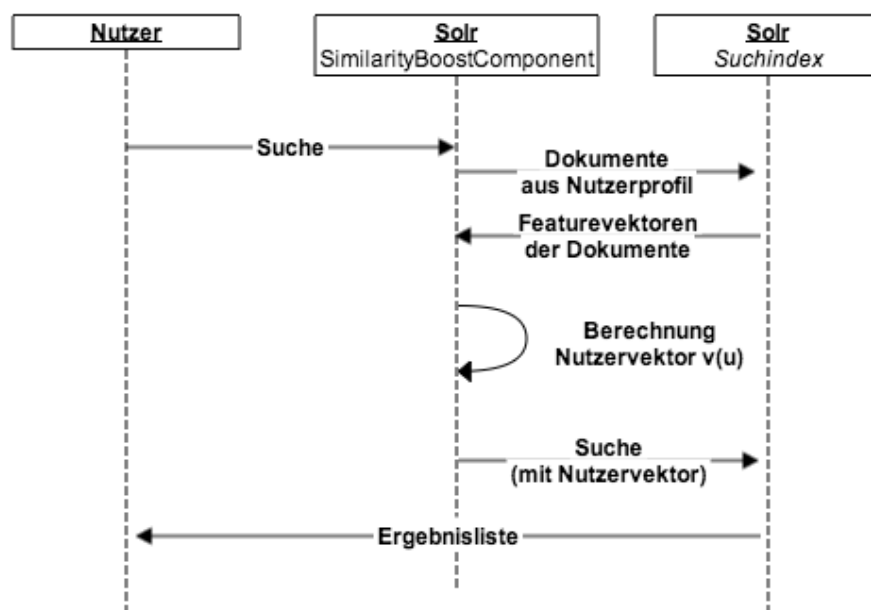 Nutzer
Solr
SimilarityBoostComponent
Solr
Suchindex
Suche
Dokumente
aus Nutzerprofil
Featurevektoren
der Dokumente
Berechnung
Nutzervektor v(u)
Suche
(mit Nutzervektor)
Ergebnisliste